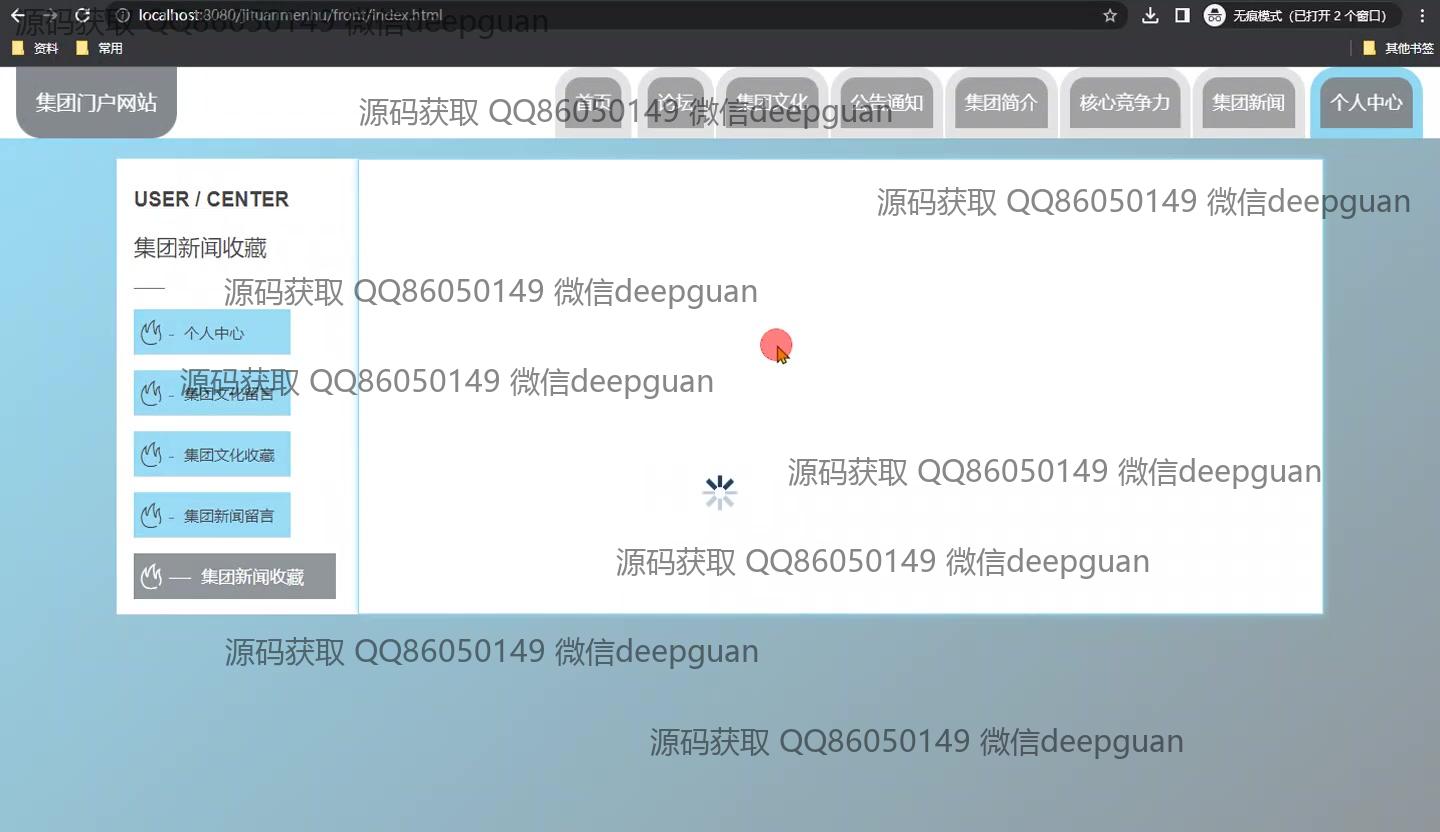 localhost:8080/jituanmenhu/front/index.html
无痕模式（已打开 2 个窗口）
源码获取 QQ86050149 微信deepguan
资料
常用
其他书签
集团门户网站
首页
论坛
集团文化
公告通知
集团简介
核心竞争力
集团新闻
个人中心
源码获取 QQ86050149 微信deepguan
USER / CENTER
源码获取 QQ86050149 微信deepguan
集团新闻收藏
源码获取 QQ86050149 微信deepguan
- 个人中心
源码获取 QQ86050149 微信deepguan
- 集团文化留言
- 集团文化收藏
源码获取 QQ86050149 微信deepguan
- 集团新闻留言
源码获取 QQ86050149 微信deepguan
— 集团新闻收藏
源码获取 QQ86050149 微信deepguan
源码获取 QQ86050149 微信deepguan